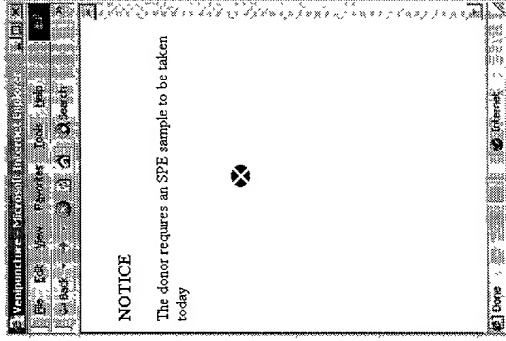 Venipuncture - Microsoft Internet Explorer
File Edit View Favorites Tools Help
Back Search
NOTICE
The donor requires an SPE sample to be taken
today
Done Internet